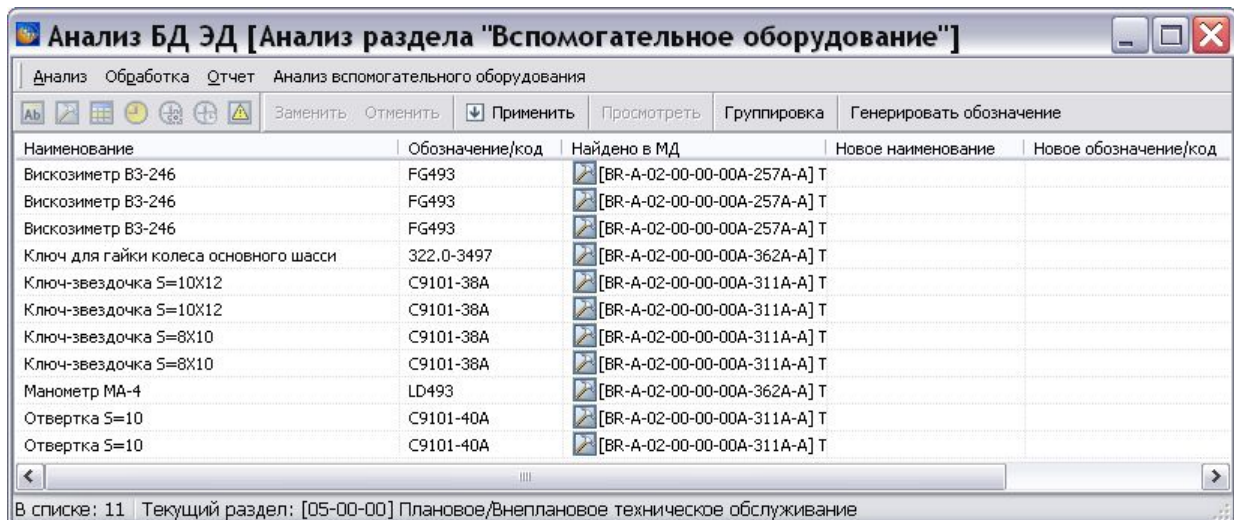 Анализ БД ЭД [Анализ раздела "Вспомогательное оборудование"]
Анализ Обработка Отчет Анализ вспомогательного оборудования
Ab Заменить Отменить Применить Просмотреть Группировка Генерировать обозначение
Наименование Обозначение/код Найдено в МД Новое наименование Новое обозначение/код
Вискозиметр ВЗ-246 FG493 [BR-A-02-00-00-00A-257A-A] Т
Вискозиметр ВЗ-246 FG493 [BR-A-02-00-00-00A-257A-A] Т
Вискозиметр ВЗ-246 FG493 [BR-A-02-00-00-00A-257A-A] Т
Ключ для гайки колеса основного шасси 322.0-3497 [BR-A-02-00-00-00A-362A-A] Т
Ключ-звездочка S=10X12 C9101-38A [BR-A-02-00-00-00A-311A-A] Т
Ключ-звездочка S=10X12 C9101-38A [BR-A-02-00-00-00A-311A-A] Т
Ключ-звездочка S=8X10 C9101-38A [BR-A-02-00-00-00A-311A-A] Т
Ключ-звездочка S=8X10 C9101-38A [BR-A-02-00-00-00A-311A-A] Т
Манометр МА-4 LD493 [BR-A-02-00-00-00A-362A-A] Т
Отвертка S=10 C9101-40A [BR-A-02-00-00-00A-311A-A] Т
Отвертка S=10 C9101-40A [BR-A-02-00-00-00A-311A-A] Т
В списке: 11 Текущий раздел: [05-00-00] Плановое/Внеплановое техническое обслуживание